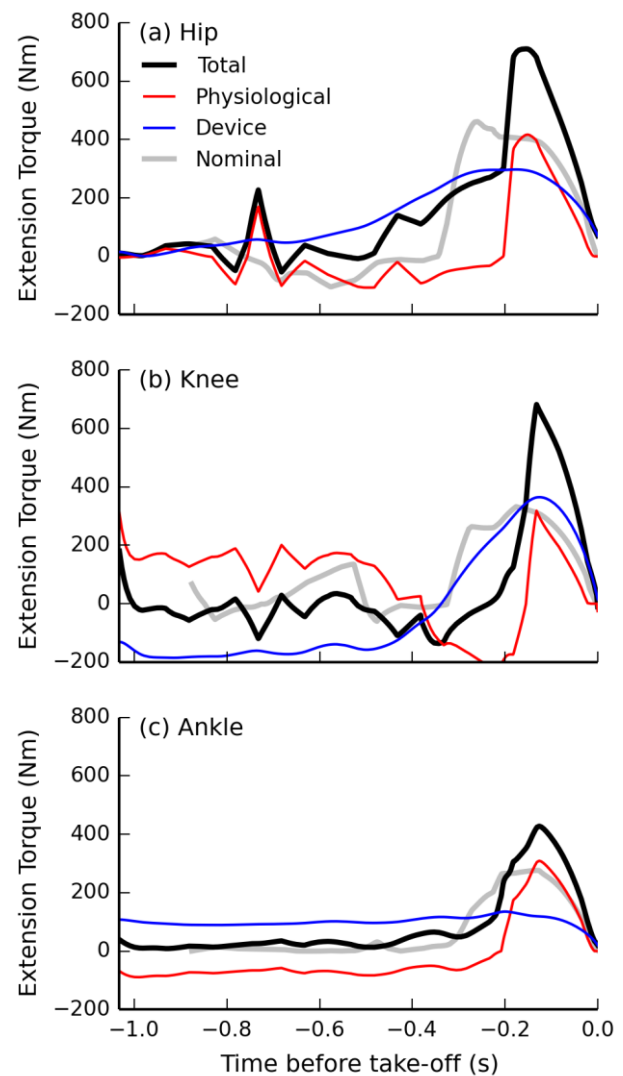 (a) Hip
Total
Physiological
Device
Nominal
Extension Torque (Nm)
800
600
400
200
0
−200
(b) Knee
Extension Torque (Nm)
800
600
400
200
0
−200
(c) Ankle
Extension Torque (Nm)
800
600
400
200
0
−200
−1.0 −0.8 −0.6 −0.4 −0.2 0.0
Time before take-off (s)